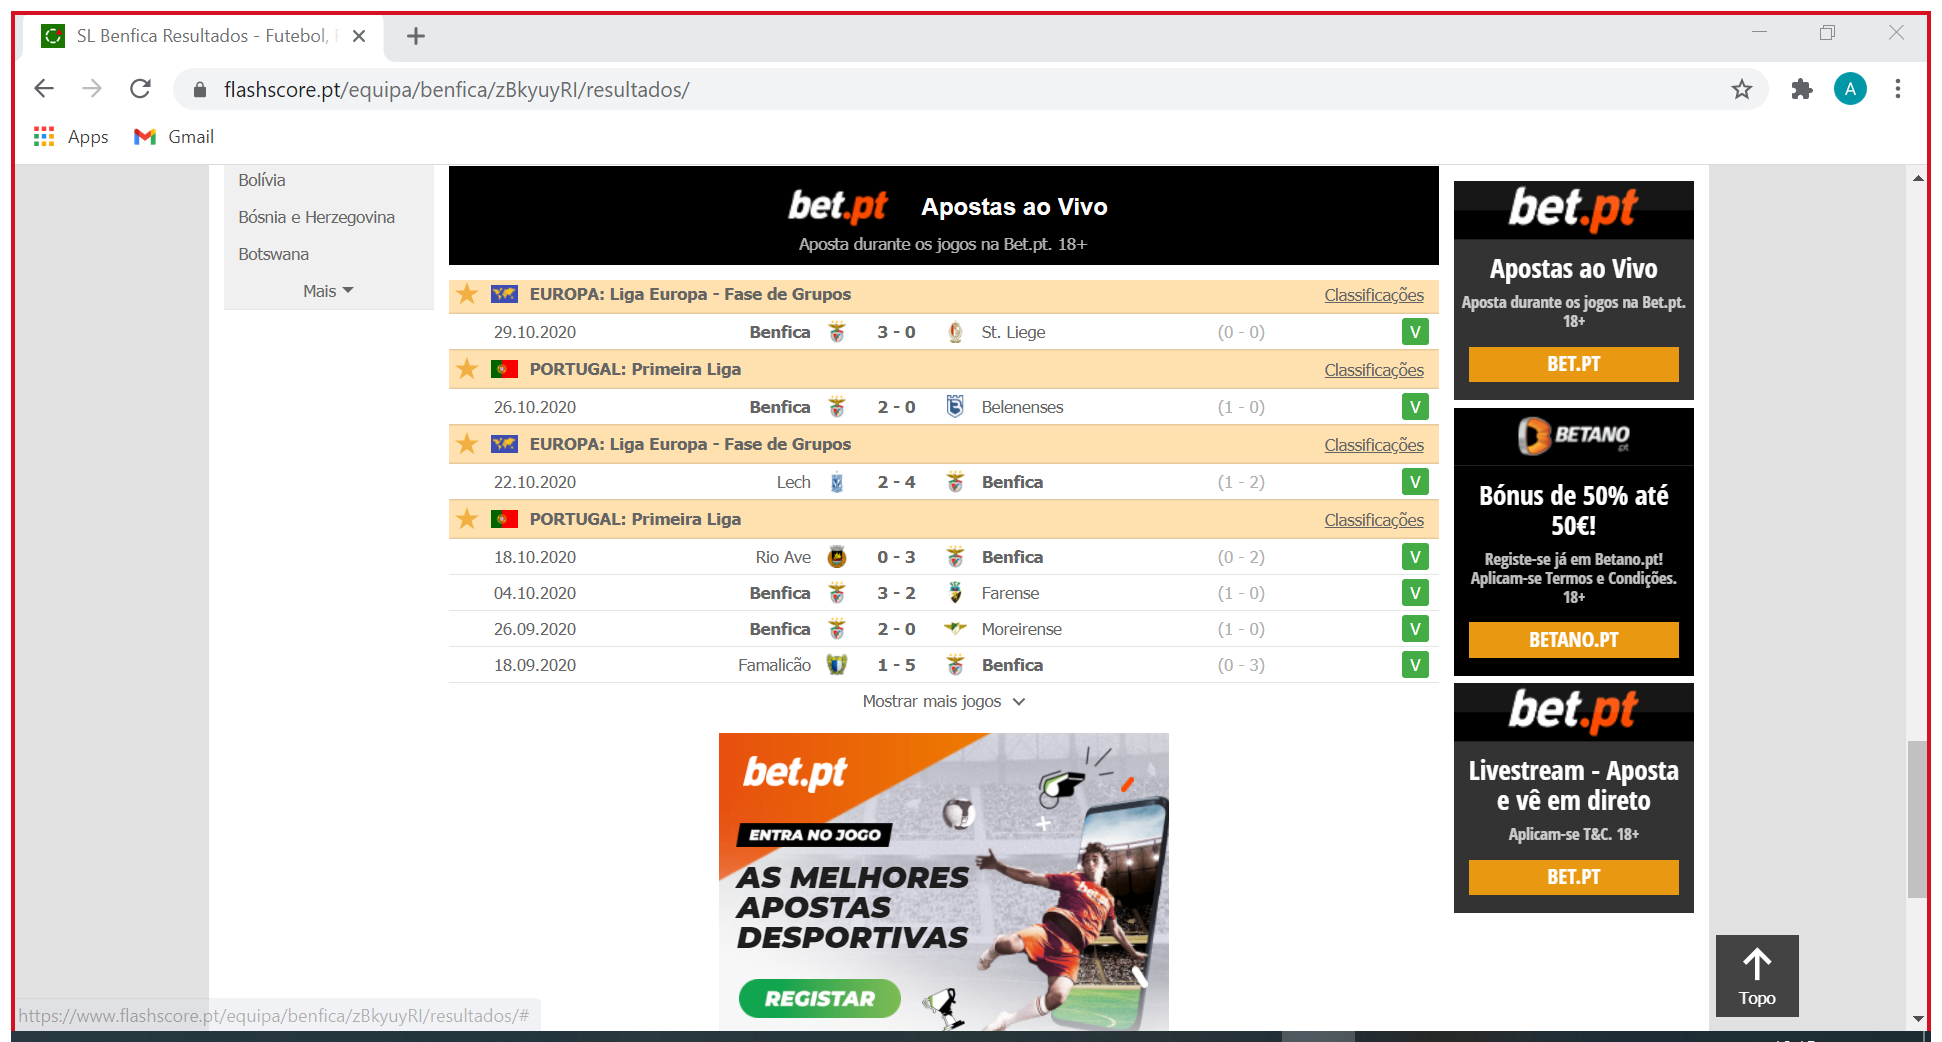 SL Benfica Resultados - Futebol,
flashscore.pt/equipa/benfica/zBkyuyRI/resultados/
A
Apps
Gmail
Bolívia
Bósnia e Herzegovina
Botswana
Mais
bet.pt Apostas ao Vivo
Aposta durante os jogos na Bet.pt. 18+
EUROPA: Liga Europa - Fase de Grupos Classificações
29.10.2020 Benfica 3 - 0 St. Liege (0 - 0) V
PORTUGAL: Primeira Liga Classificações
26.10.2020 Benfica 2 - 0 Belenenses (1 - 0) V
EUROPA: Liga Europa - Fase de Grupos Classificações
22.10.2020 Lech 2 - 4 Benfica (1 - 2) V
PORTUGAL: Primeira Liga Classificações
18.10.2020 Rio Ave 0 - 3 Benfica (0 - 2) V
04.10.2020 Benfica 3 - 2 Farense (1 - 0) V
26.09.2020 Benfica 2 - 0 Moreirense (1 - 0) V
18.09.2020 Famalicão 1 - 5 Benfica (0 - 3) V
Mostrar mais jogos
bet.pt
ENTRA NO JOGO
AS MELHORES
APOSTAS
DESPORTIVAS
REGISTAR
bet.pt
Apostas ao Vivo
Aposta durante os jogos na Bet.pt.
18+
BET.PT
BETANO
pt
Bónus de 50% até
50€!
Registe-se já em Betano.pt!
Aplicam-se Termos e Condições.
18+
BETANO.PT
bet.pt
Livestream - Aposta
e vê em direto
Aplicam-se T&C. 18+
BET.PT
Topo
https://www.flashscore.pt/equipa/benfica/zBkyuyRI/resultados/#